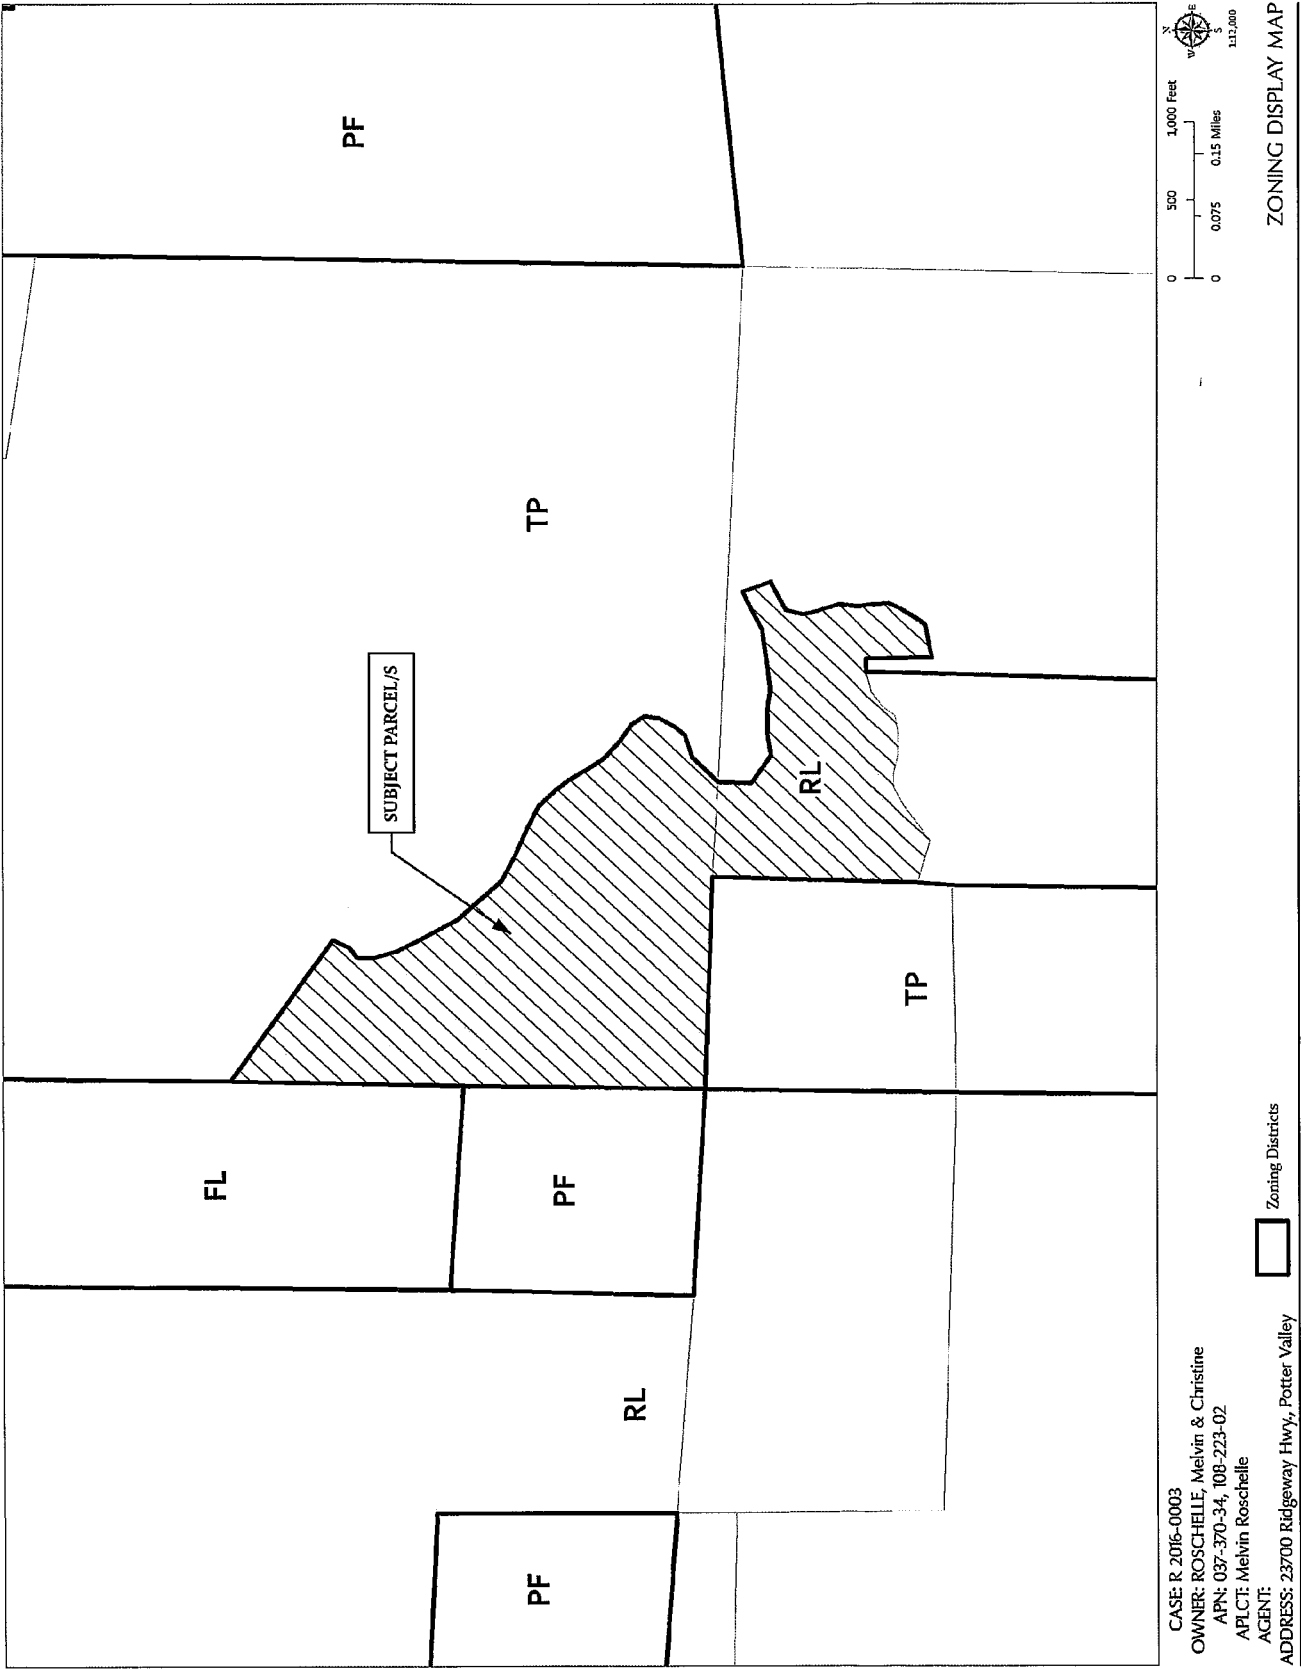 FL
PF
SUBJECT PARCEL/S
TP
PF
RL
PF
RL
TP
CASE: R 2016-0003
OWNER: ROSCHELLE, Melvin & Christine
APN: 037-370-34, 108-223-02
APLCT: Melvin Roschelle
AGENT:
ADDRESS: 23700 Ridgeway Hwy., Potter Valley
Zoning Districts
0 500 1,000 Feet
0 0.075 0.15 Miles
N
W E
S
1:12,000
ZONING DISPLAY MAP